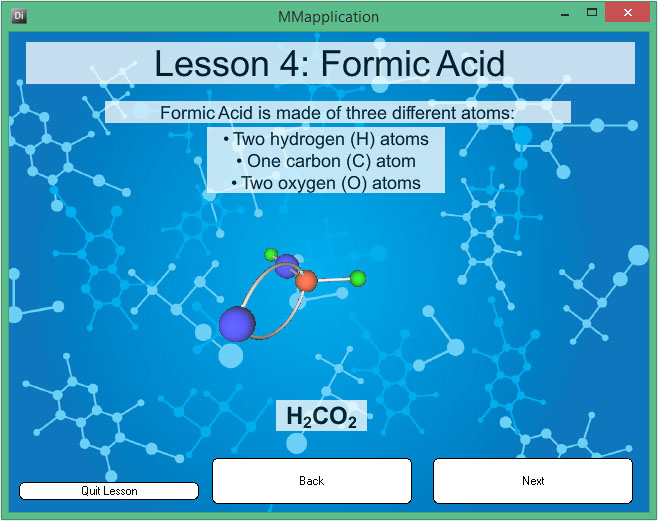 Di
MMapplication
Lesson 4: Formic Acid
Formic Acid is made of three different atoms:
• Two hydrogen (H) atoms
• One carbon (C) atom
• Two oxygen (O) atoms
H₂CO₂
Quit Lesson
Back
Next